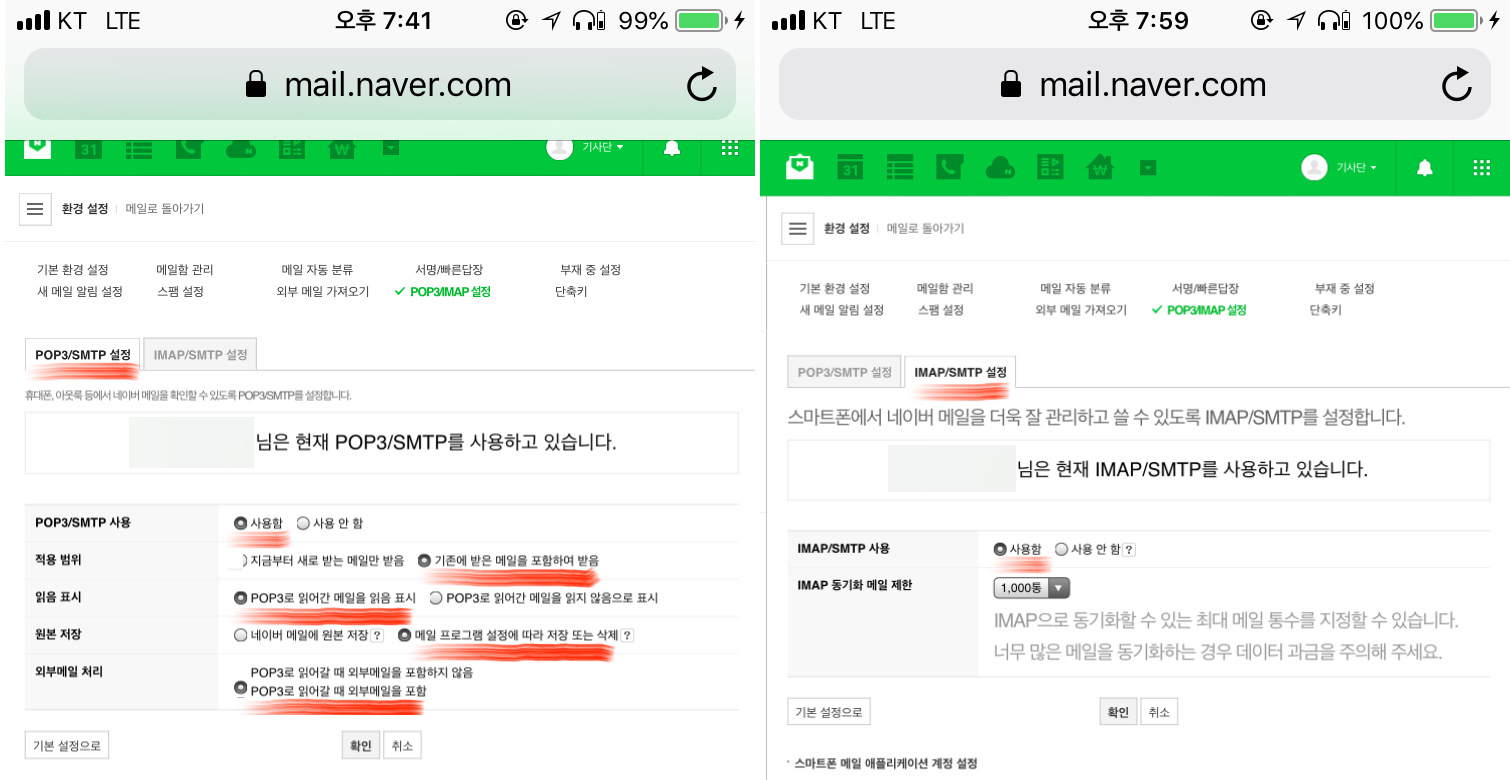 KT LTE 오후 7:41 99%
mail.naver.com
31 기사단
환경 설정 메일로 돌아가기
기본 환경 설정 메일함 관리 메일 자동 분류 서명/빠른답장 부재 중 설정
새 메일 알림 설정 스팸 설정 외부 메일 가져오기 POP3/IMAP 설정 단축키
POP3/SMTP 설정 IMAP/SMTP 설정
휴대폰, 아웃룩 등에서 네이버 메일을 확인할 수 있도록 POP3/SMTP를 설정합니다.
님은 현재 POP3/SMTP를 사용하고 있습니다.
POP3/SMTP 사용 사용함 사용 안 함
적용 범위 지금부터 새로 받는 메일만 받음 기존에 받은 메일을 포함하여 받음
읽음 표시 POP3로 읽어간 메일을 읽음 표시 POP3로 읽어간 메일을 읽지 않음으로 표시
원본 저장 네이버 메일에 원본 저장 ? 메일 프로그램 설정에 따라 저장 또는 삭제 ?
외부메일 처리 POP3로 읽어갈 때 외부메일을 포함하지 않음
POP3로 읽어갈 때 외부메일을 포함
기본 설정으로 확인 취소
KT LTE 오후 7:59 100%
mail.naver.com
31 기사단
환경 설정 메일로 돌아가기
기본 환경 설정 메일함 관리 메일 자동 분류 서명/빠른답장 부재 중 설정
새 메일 알림 설정 스팸 설정 외부 메일 가져오기 POP3/IMAP 설정 단축키
POP3/SMTP 설정 IMAP/SMTP 설정
스마트폰에서 네이버 메일을 더욱 잘 관리하고 쓸 수 있도록 IMAP/SMTP를 설정합니다.
님은 현재 IMAP/SMTP를 사용하고 있습니다.
IMAP/SMTP 사용 사용함 사용 안 함 ?
IMAP 동기화 메일 제한 1,000통
IMAP으로 동기화할 수 있는 최대 메일 통수를 지정할 수 있습니다.
너무 많은 메일을 동기화하는 경우 데이터 과금을 주의해 주세요.
기본 설정으로 확인 취소
· 스마트폰 메일 애플리케이션 계정 설정